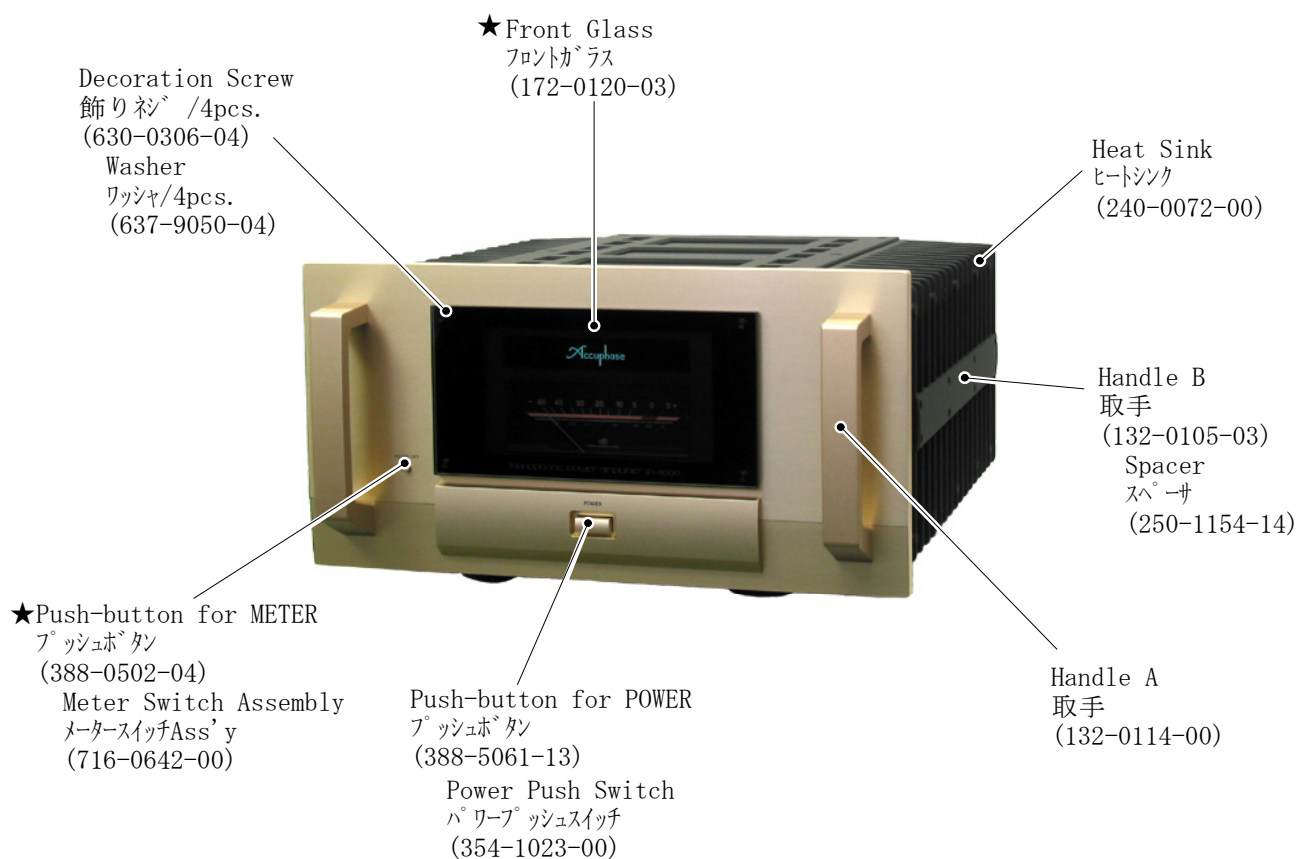 ★Front Glass
フロントガラス
(172-0120-03)
Decoration Screw
飾りネジ /4pcs.
(630-0306-04)
Washer
ワッシャ/4pcs.
(637-9050-04)
Heat Sink
ヒートシンク
(240-0072-00)
Accuphase
Handle B
取手
(132-0105-03)
Spacer
スペーサ
(250-1154-14)
POWER
★Push-button for METER
プッシュボタン
(388-0502-04)
Meter Switch Assembly
メータースイッチAss'y
(716-0642-00)
Push-button for POWER
プッシュボタン
(388-5061-13)
Power Push Switch
パワープッシュスイッチ
(354-1023-00)
Handle A
取手
(132-0114-00)